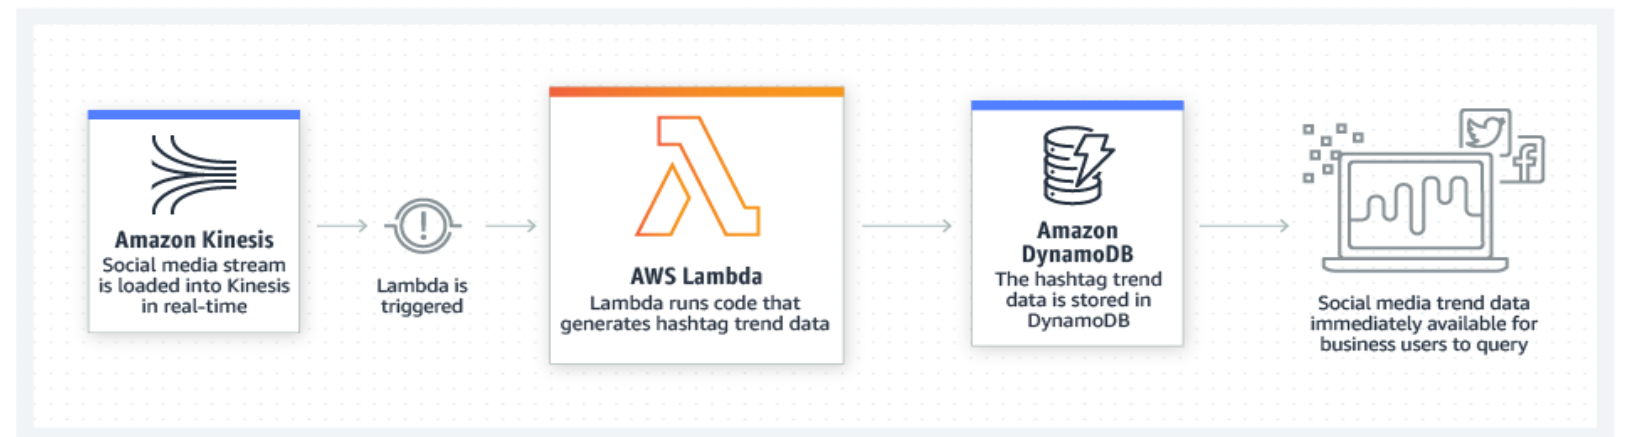 Amazon Kinesis
Social media stream
is loaded into Kinesis
in real-time
Lambda is
triggered
AWS Lambda
Lambda runs code that
generates hashtag trend data
Amazon
DynamoDB
The hashtag trend
data is stored in
DynamoDB
Social media trend data
immediately available for
business users to query